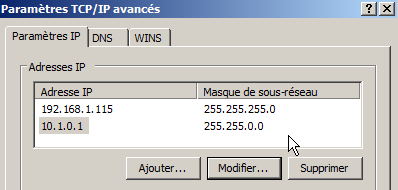 Paramètres TCP/IP avancés
Paramètres IP DNS WINS
Adresses IP
Adresse IP Masque de sous-réseau
192.168.1.115 255.255.255.0
10.1.0.1 255.255.0.0
Ajouter... Modifier... Supprimer